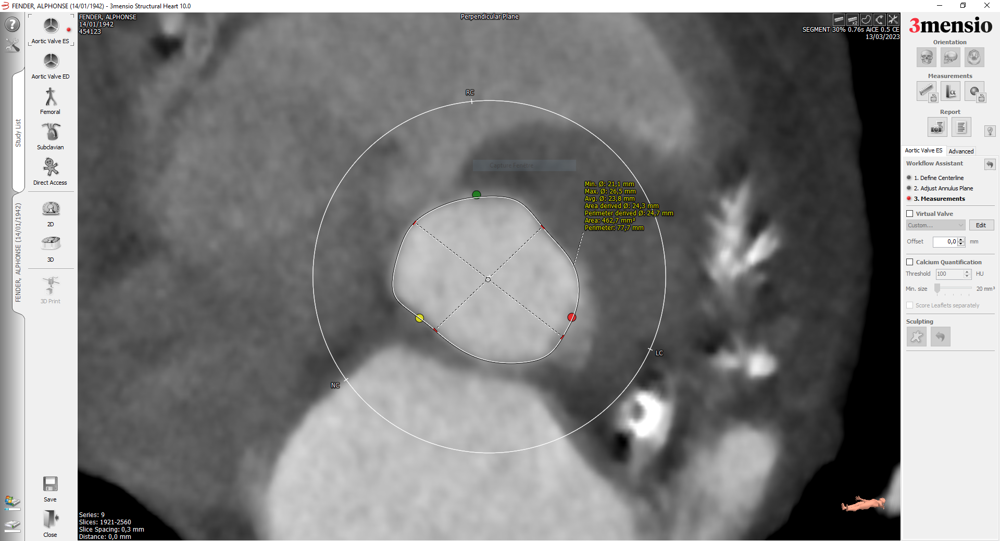 FENDER, ALPHONSE (14/01/1942) - 3mensio Structural Heart 10.0
Aortic Valve ES
Aortic Valve ED
Femoral
Subclavian
Direct Access
2D
3D
3D Print
Save
Close
Study List
FENDER, ALPHONSE (14/01/1942)
FENDER, ALPHONSE
14/01/1942
454123
Perpendicular Plane
SEGMENT 30% 0.76s AiCE 0.5 CE
13/03/2023
RC
Capture Fenêtre
Min. Ø: 21,1 mm
Max. Ø: 26,5 mm
Avg. Ø: 23,8 mm
Area derived Ø: 24,3 mm
Perimeter derived Ø: 24,7 mm
Area: 462,7 mm²
Perimeter: 77,7 mm
LC
NC
Series: 9
Slices: 1921-2560
Slice Spacing: 0,3 mm
Distance: 0,0 mm
3mensio
Orientation
Measurements
α
Report
Aortic Valve ES Advanced
Workflow Assistant
1. Define Centerline
2. Adjust Annulus Plane
3. Measurements
Virtual Valve
Custom... Edit
Offset 0,0 mm
Calcium Quantification
Threshold 100 HU
Min. size 20 mm³
Score Leaflets separately
Sculpting